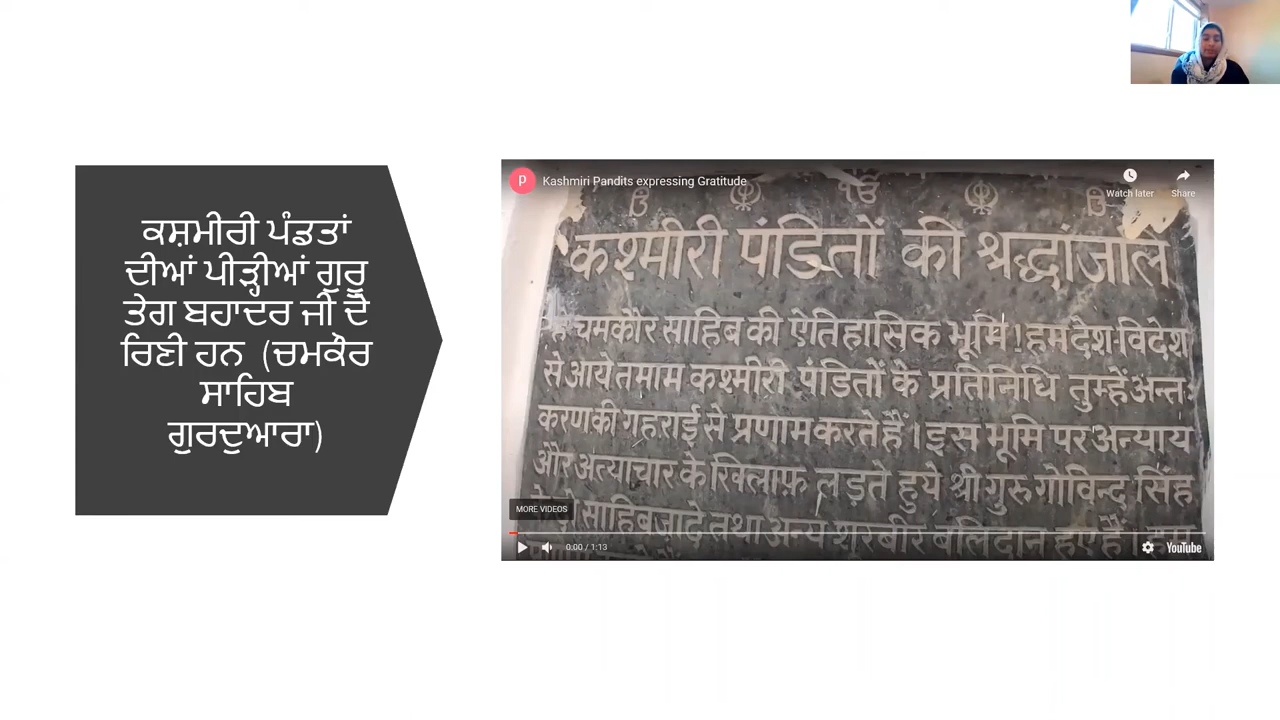 ਕਸ਼ਮੀਰੀ ਪੰਡਤਾਂ
ਦੀਆਂ ਪੀੜ੍ਹੀਆਂ ਗੁਰੂ
ਤੇਗ ਬਹਾਦਰ ਜੀ ਦੇ
ਰਿਣੀ ਹਨ (ਚਮਕੌਰ
ਸਾਹਿਬ
ਗੁਰਦੁਆਰਾ)
P Kashmiri Pandits expressing Gratitude
Watch later Share
ੴ
कश्मीरी पंडितों की श्रद्धांजलि
चमकौर साहिब की ऐतिहासिक भूमि ! हम देश-विदेश
से आये तमाम कश्मीरी पंडितों के प्रतिनिधि तुम्हें अन्तः
करण की गहराई से प्रणाम करते हैं । इस भूमि पर अन्याय
और अत्याचार के खिलाफ़ लड़ते हुये श्री गुरु गोविन्द सिंह
साहिबज़ादे तथा अन्य शूरबीर बलिदान हुए हैं ।
MORE VIDEOS
0:00 / 1:13
YouTube